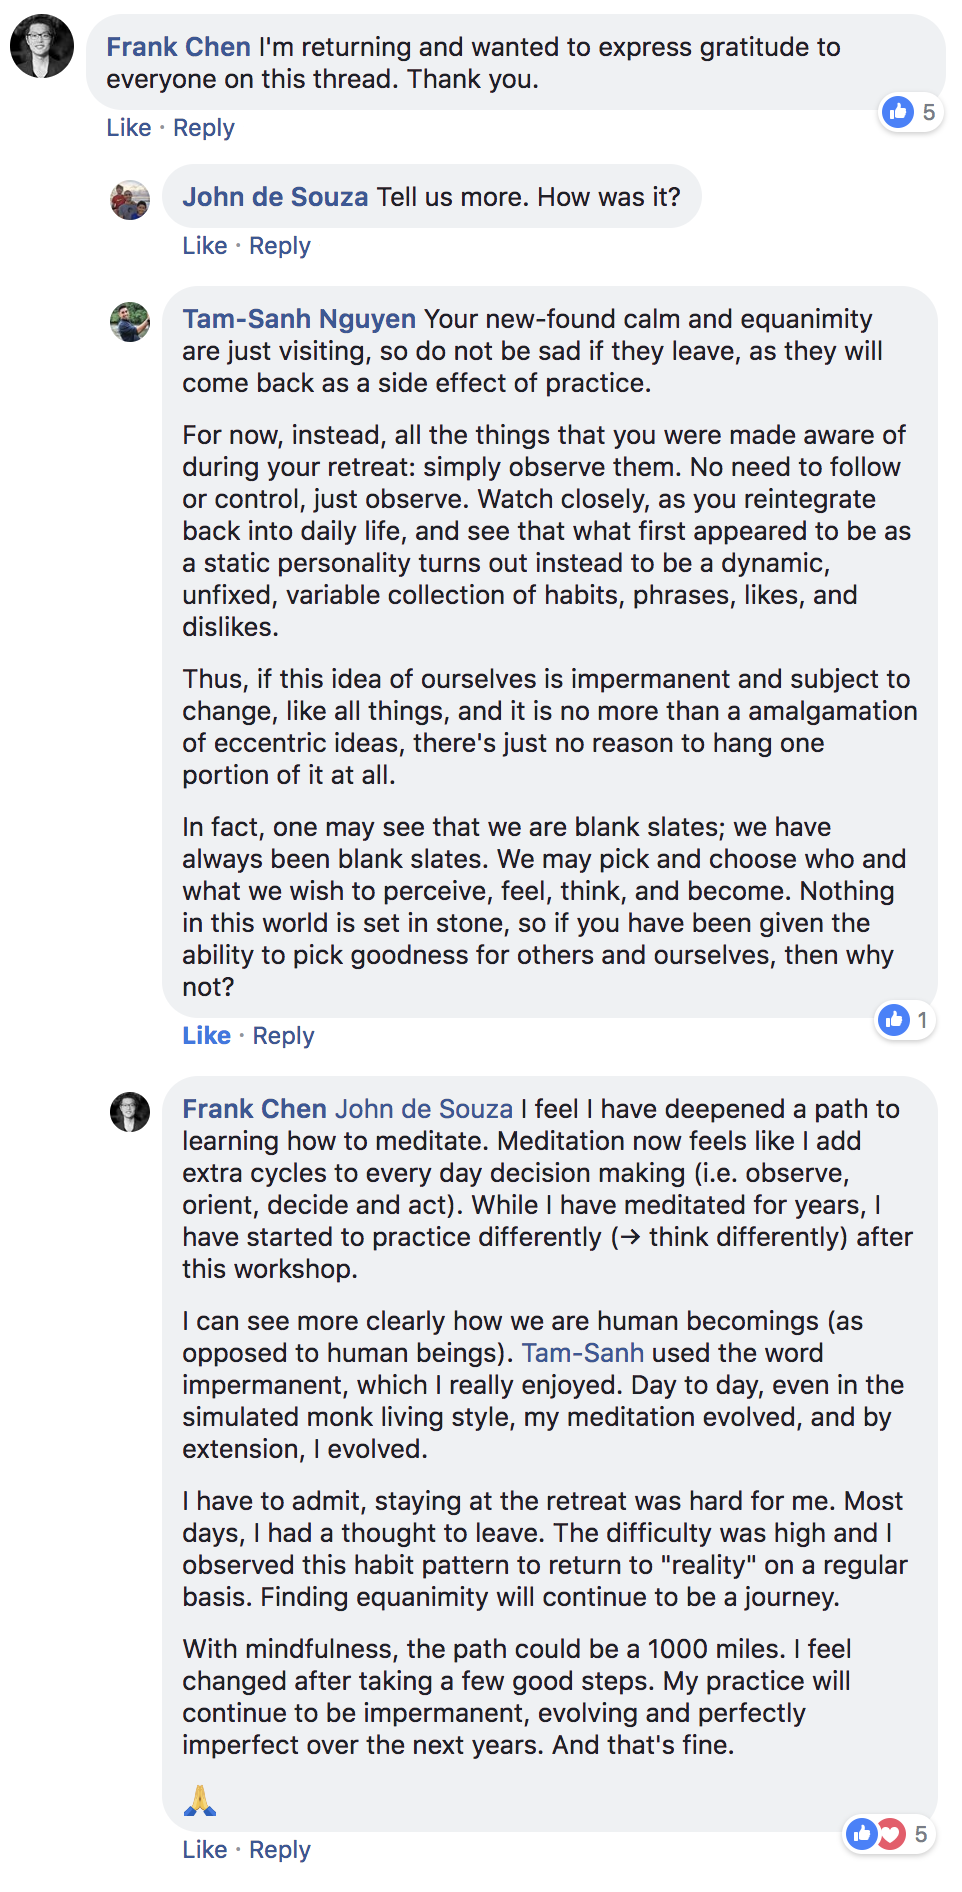 Frank Chen I'm returning and wanted to express gratitude to
everyone on this thread. Thank you.
5
Like · Reply
John de Souza Tell us more. How was it?
Like · Reply
Tam-Sanh Nguyen Your new-found calm and equanimity
are just visiting, so do not be sad if they leave, as they will
come back as a side effect of practice.
For now, instead, all the things that you were made aware of
during your retreat: simply observe them. No need to follow
or control, just observe. Watch closely, as you reintegrate
back into daily life, and see that what first appeared to be as
a static personality turns out instead to be a dynamic,
unfixed, variable collection of habits, phrases, likes, and
dislikes.
Thus, if this idea of ourselves is impermanent and subject to
change, like all things, and it is no more than a amalgamation
of eccentric ideas, there's just no reason to hang one
portion of it at all.
In fact, one may see that we are blank slates; we have
always been blank slates. We may pick and choose who and
what we wish to perceive, feel, think, and become. Nothing
in this world is set in stone, so if you have been given the
ability to pick goodness for others and ourselves, then why
not?
1
Like · Reply
Frank Chen John de Souza I feel I have deepened a path to
learning how to meditate. Meditation now feels like I add
extra cycles to every day decision making (i.e. observe,
orient, decide and act). While I have meditated for years, I
have started to practice differently (→ think differently) after
this workshop.
I can see more clearly how we are human becomings (as
opposed to human beings). Tam-Sanh used the word
impermanent, which I really enjoyed. Day to day, even in the
simulated monk living style, my meditation evolved, and by
extension, I evolved.
I have to admit, staying at the retreat was hard for me. Most
days, I had a thought to leave. The difficulty was high and I
observed this habit pattern to return to "reality" on a regular
basis. Finding equanimity will continue to be a journey.
With mindfulness, the path could be a 1000 miles. I feel
changed after taking a few good steps. My practice will
continue to be impermanent, evolving and perfectly
imperfect over the next years. And that's fine.
🙏
5
Like · Reply